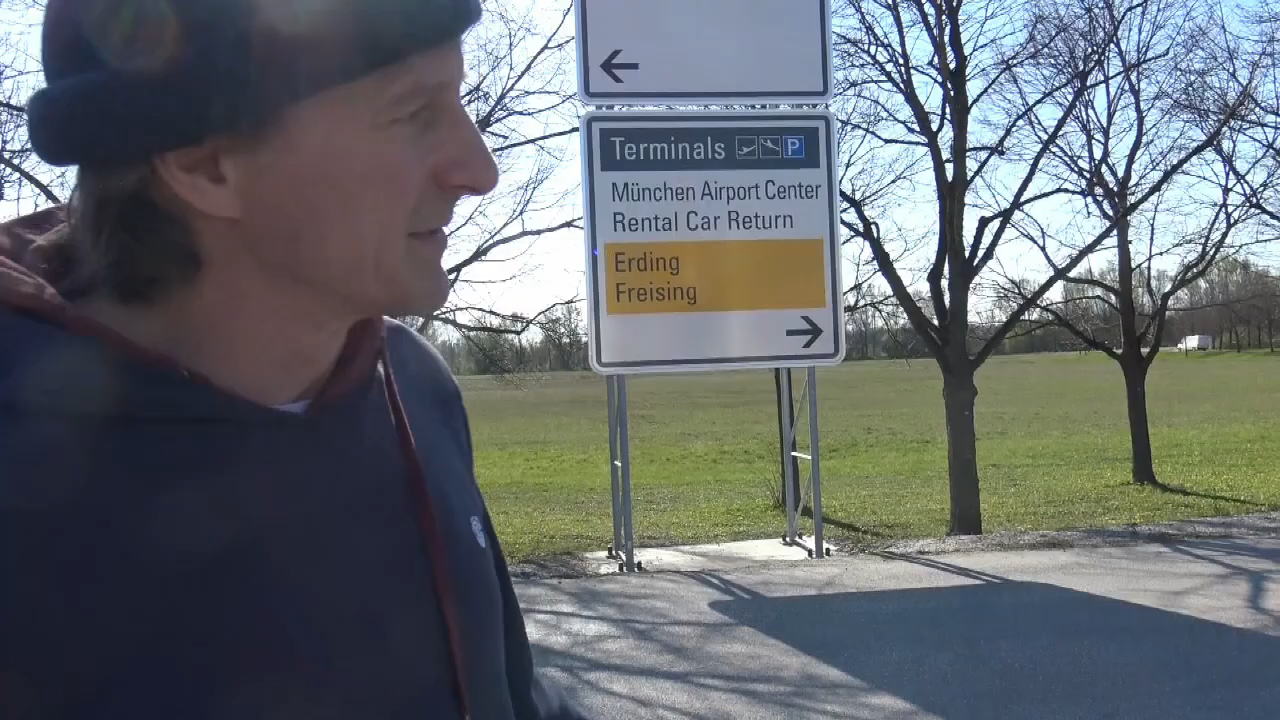 Terminals P
München Airport Center
Rental Car Return
Erding
Freising